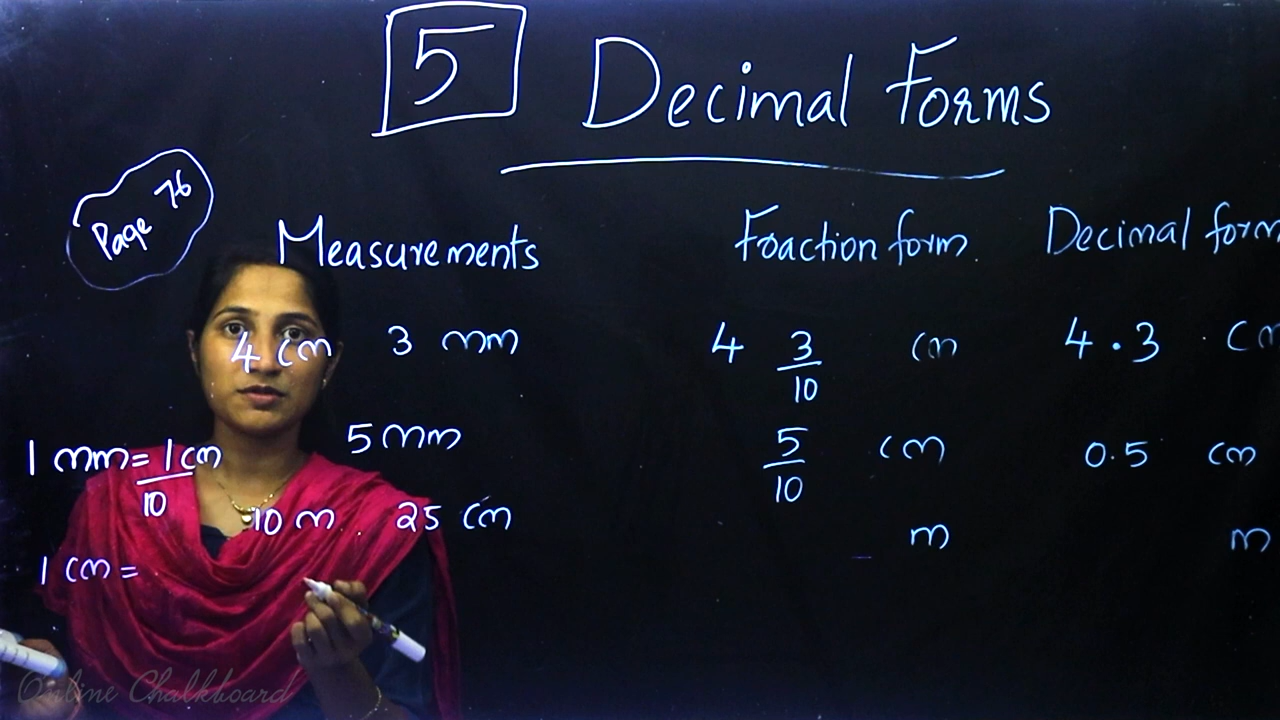 5 Decimal Forms
Page 76
Measurements Foaction form Decimal form
4 cm 3 mm 4 3/10 cm 4.3 cm
5 mm 5/10 cm 0.5 cm
1 mm = 1/10 cm
10 m 25 cm m m
1 cm =
Online Chalkboard